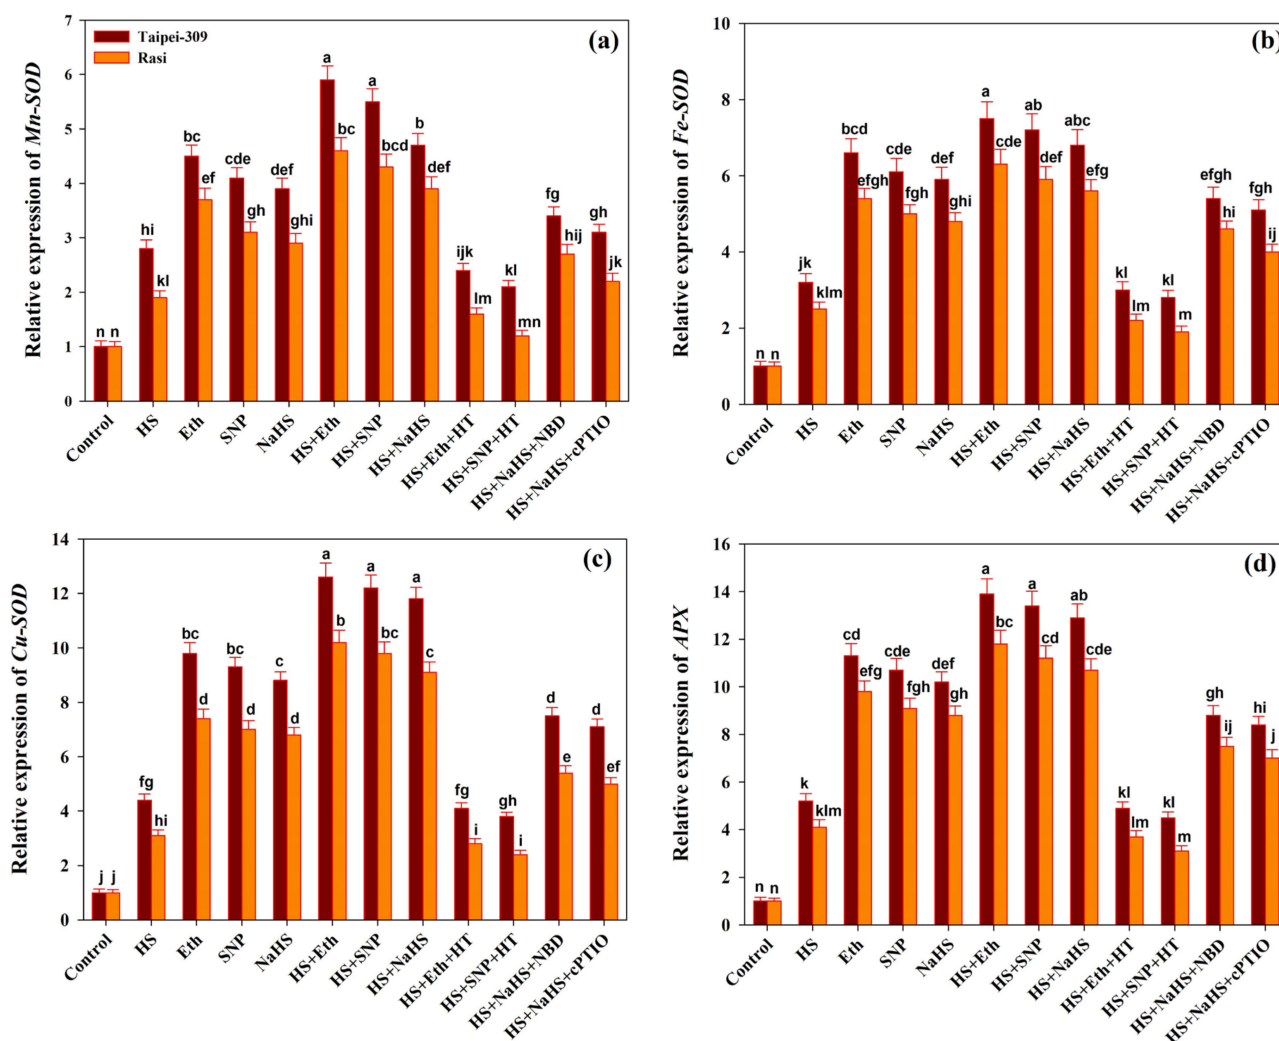 (a)
Taipei-309
Rasi
Relative expression of Mn-SOD
7
6
5
4
3
2
1
0
n n hi kl bc ef cde gh def ghi a bc a bcd b def ijk lm kl mn fg hij gh jk
Control HS Eth SNP NaHS HS+Eth HS+SNP HS+NaHS HS+Eth+HT HS+SNP+HT HS+NaHS+NBD HS+NaHS+cPTIO
(b)
Relative expression of Fe-SOD
10
8
6
4
2
0
n n jk klm bcd efgh cde fgh def ghi a cde ab def abc efg kl lm kl m efgh hi fgh ij
Control HS Eth SNP NaHS HS+Eth HS+SNP HS+NaHS HS+Eth+HT HS+SNP+HT HS+NaHS+NBD HS+NaHS+cPTIO
(c)
Relative expression of Cu-SOD
14
12
10
8
6
4
2
0
j j fg hi bc d bc d c d a b a bc a c fg i gh i d e d ef
Control HS Eth SNP NaHS HS+Eth HS+SNP HS+NaHS HS+Eth+HT HS+SNP+HT HS+NaHS+NBD HS+NaHS+cPTIO
(d)
Relative expression of APX
16
14
12
10
8
6
4
2
0
n n k klm cd efg cde fgh def gh a bc a cd ab cde kl lm kl m gh ij hi j
Control HS Eth SNP NaHS HS+Eth HS+SNP HS+NaHS HS+Eth+HT HS+SNP+HT HS+NaHS+NBD HS+NaHS+cPTIO